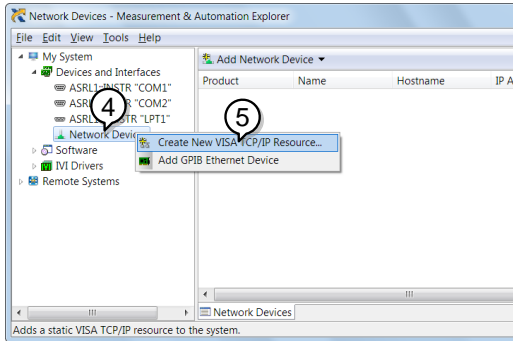 Network Devices - Measurement & Automation Explorer
File Edit View Tools Help
My System
Devices and Interfaces
ASRL1::INSTR "COM1"
"COM2"
"LPT1"
Network
Software
IVI Drivers
Remote Systems
4
5
Create New VISA TCP/IP Resource...
Add GPIB Ethernet Device
Add Network Device
Product Name Hostname IP A
Network Devices
Adds a static VISA TCP/IP resource to the system.